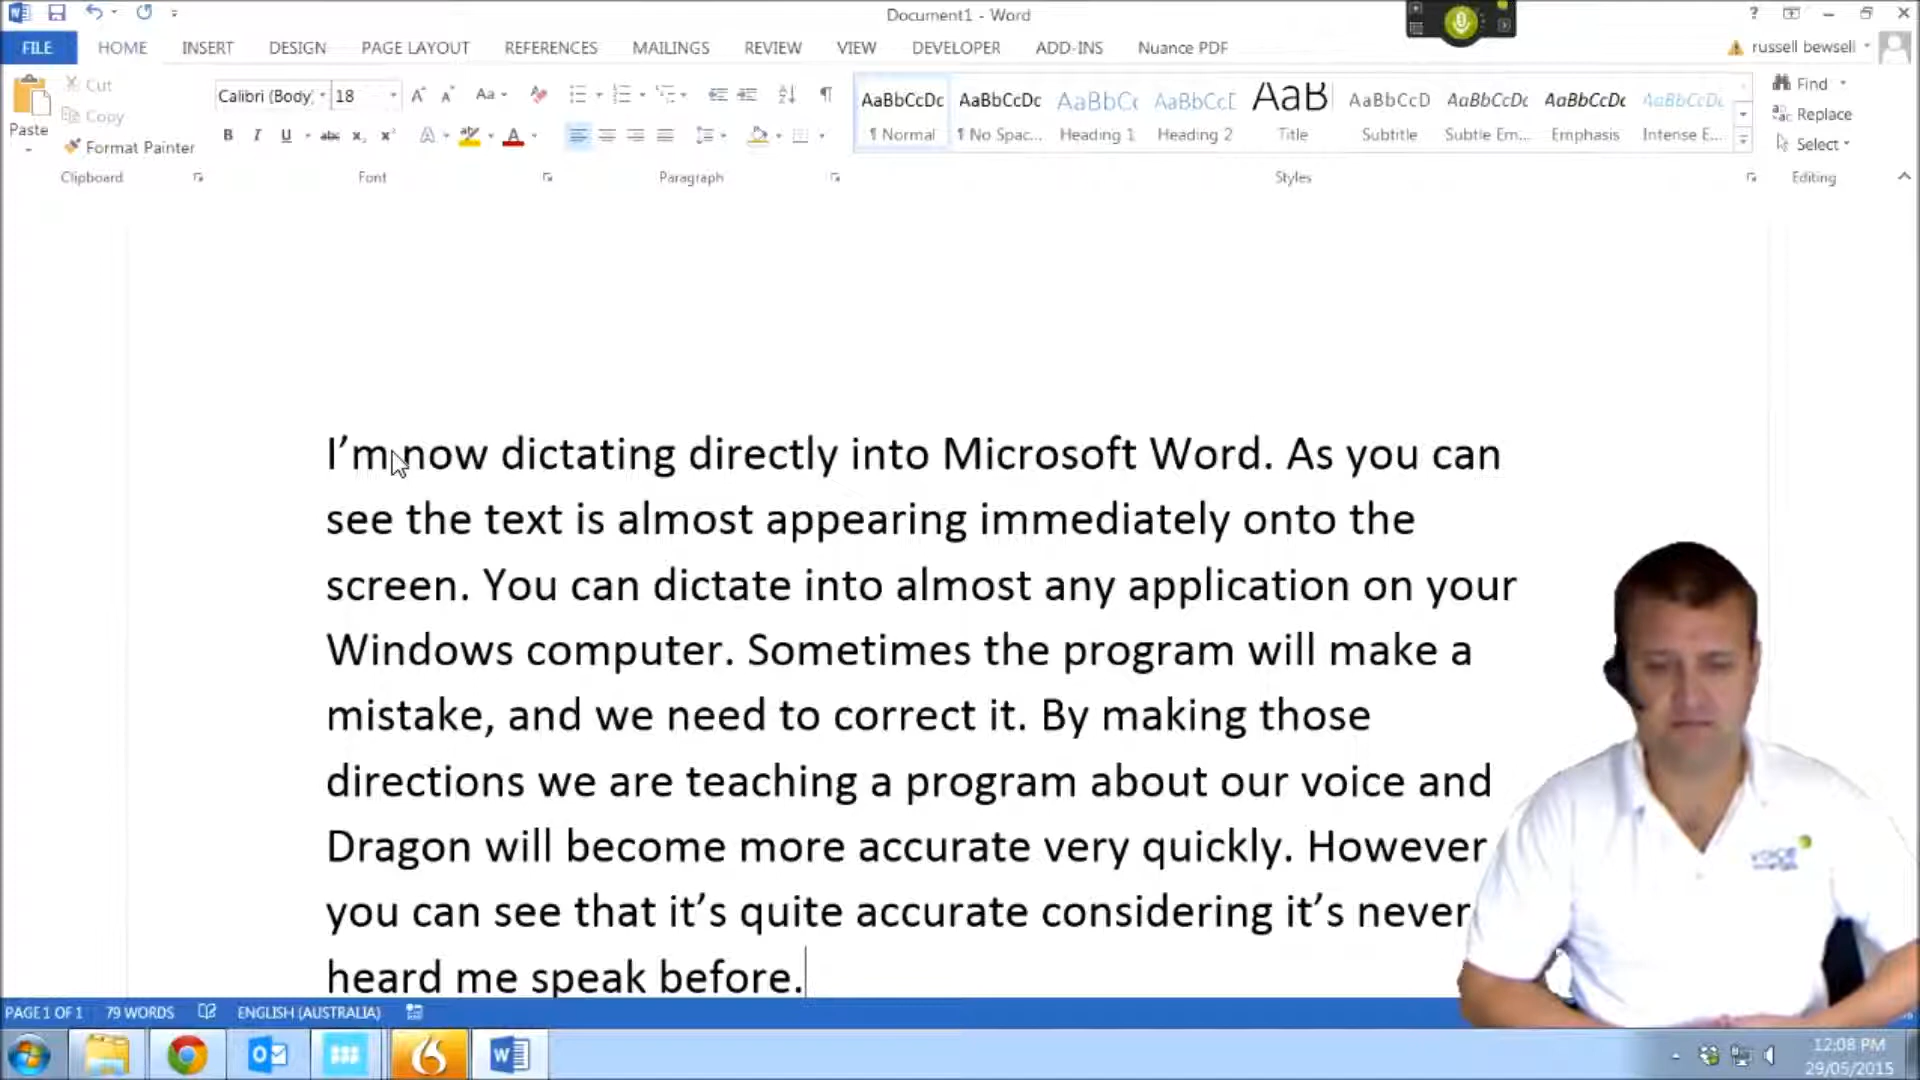 Document1 - Word
FILE HOME INSERT DESIGN PAGE LAYOUT REFERENCES MAILINGS REVIEW VIEW DEVELOPER ADD-INS Nuance PDF russell bewsell
Cut Calibri (Body) 18 Aa AaBbCcDc AaBbCcDc AaBbCc AaBbCcD AaB AaBbCcD AaBbCcDc AaBbCcDc AaBbCcDc Find
Copy Replace
Paste Format Painter B I U abc ¶ Normal ¶ No Spac... Heading 1 Heading 2 Title Subtitle Subtle Em... Emphasis Intense E... Select
Clipboard Font Paragraph Styles Editing
I’m now dictating directly into Microsoft Word. As you can
see the text is almost appearing immediately onto the
screen. You can dictate into almost any application on your
Windows computer. Sometimes the program will make a
mistake, and we need to correct it. By making those
directions we are teaching a program about our voice and
Dragon will become more accurate very quickly. However
you can see that it’s quite accurate considering it’s never
heard me speak before.
VOICE
PAGE 1 OF 1 79 WORDS ENGLISH (AUSTRALIA)
12:08 PM
29/05/2015